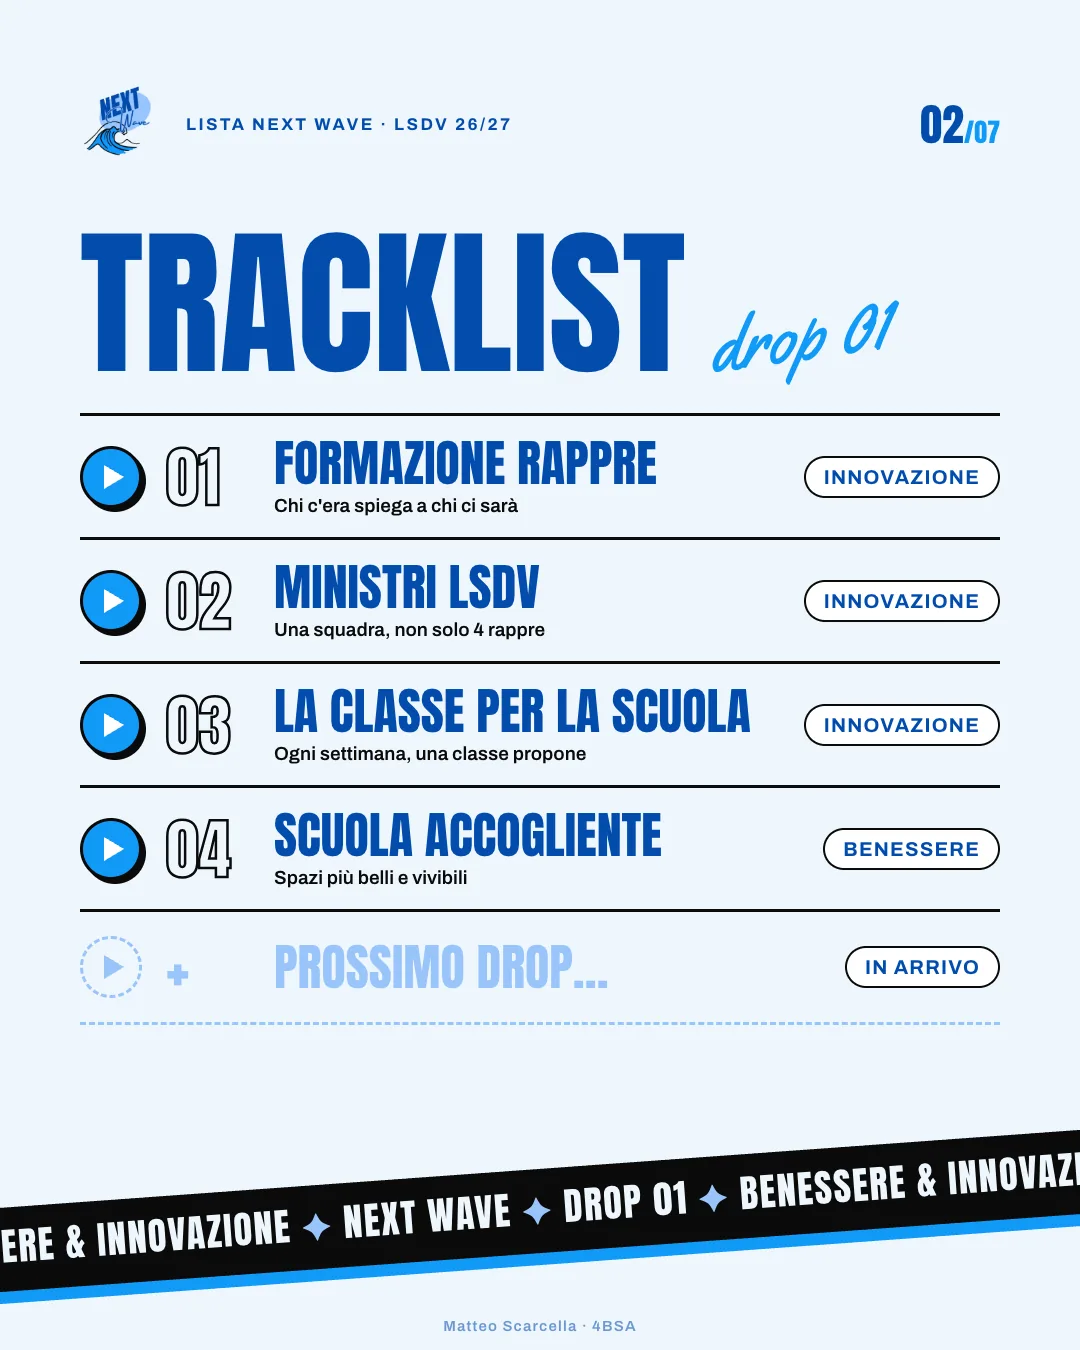 NEXT
Wave
LISTA NEXT WAVE · LSDV 26/27
02/07
TRACKLIST
drop 01
01
FORMAZIONE RAPPRE
Chi c'era spiega a chi ci sarà
INNOVAZIONE
02
MINISTRI LSDV
Una squadra, non solo 4 rappre
INNOVAZIONE
03
LA CLASSE PER LA SCUOLA
Ogni settimana, una classe propone
INNOVAZIONE
04
SCUOLA ACCOGLIENTE
Spazi più belli e vivibili
BENESSERE
+
PROSSIMO DROP...
IN ARRIVO
ERE & INNOVAZIONE ✦ NEXT WAVE ✦ DROP 01 ✦ BENESSERE & INNOVAZI
Matteo Scarcella · 4BSA